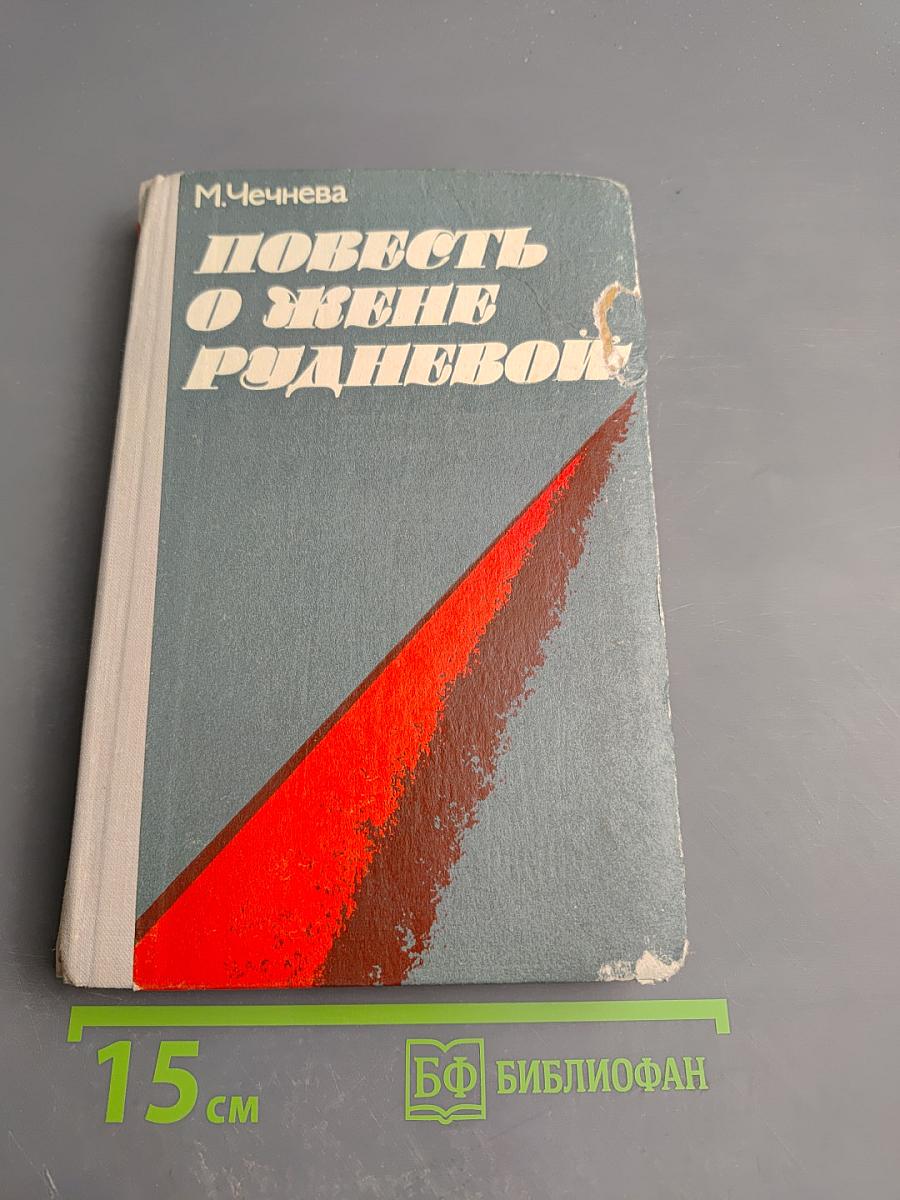 М.Чечнева
ПОВЕСТЬ
О ЖЕНЕ
РУДНЕВОЙ
15 см
БФ БИБЛИОФАН